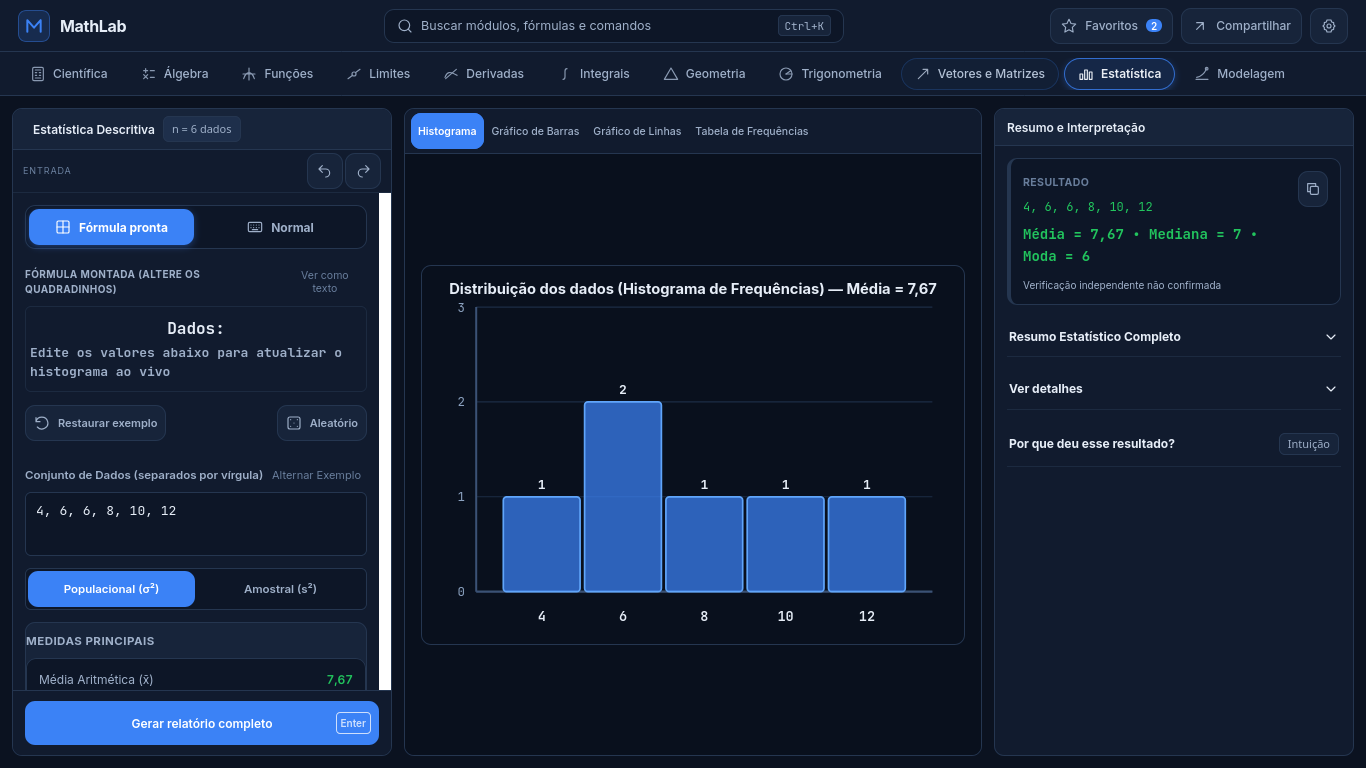 MathLab
Buscar módulos, fórmulas e comandos
Ctrl+K
Favoritos 2
Compartilhar
Científica
Álgebra
Funções
Limites
Derivadas
Integrais
Geometria
Trigonometria
Vetores e Matrizes
Estatística
Modelagem
Estatística Descritiva
n = 6 dados
ENTRADA
Fórmula pronta
Normal
FÓRMULA MONTADA (ALTERE OS
QUADRADINHOS)
Ver como
texto
Dados:
Edite os valores abaixo para atualizar o
histograma ao vivo
Restaurar exemplo
Aleatório
Conjunto de Dados (separados por vírgula)
Alternar Exemplo
4, 6, 6, 8, 10, 12
Populacional (σ²)
Amostral (s²)
MEDIDAS PRINCIPAIS
Média Aritmética (x̄)
7,67
Gerar relatório completo
Enter
Histograma
Gráfico de Barras
Gráfico de Linhas
Tabela de Frequências
Distribuição dos dados (Histograma de Frequências) — Média = 7,67
3
2
1
0
1
2
1
1
1
4
6
8
10
12
Resumo e Interpretação
RESULTADO
4, 6, 6, 8, 10, 12
Média = 7,67 • Mediana = 7 •
Moda = 6
Verificação independente não confirmada
Resumo Estatístico Completo
Ver detalhes
Por que deu esse resultado?
Intuição